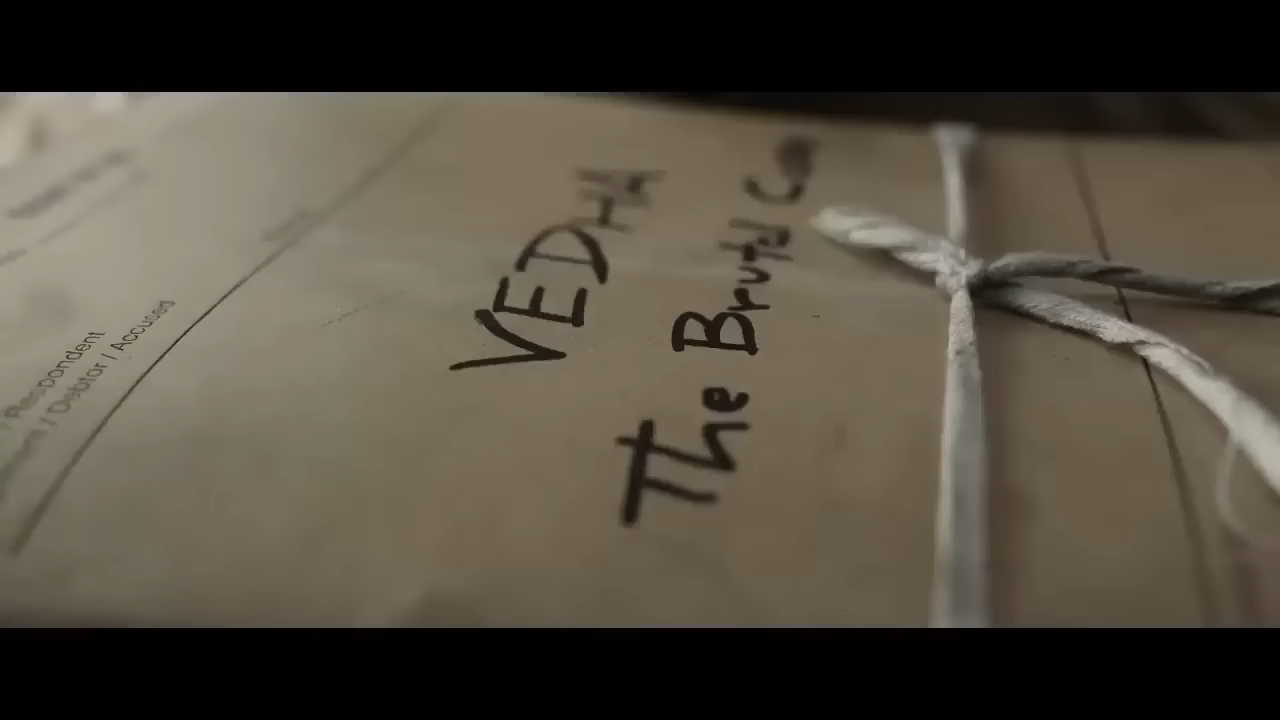 VEDHA
The Brutal
/ Respondent
/ Debtor / Accused